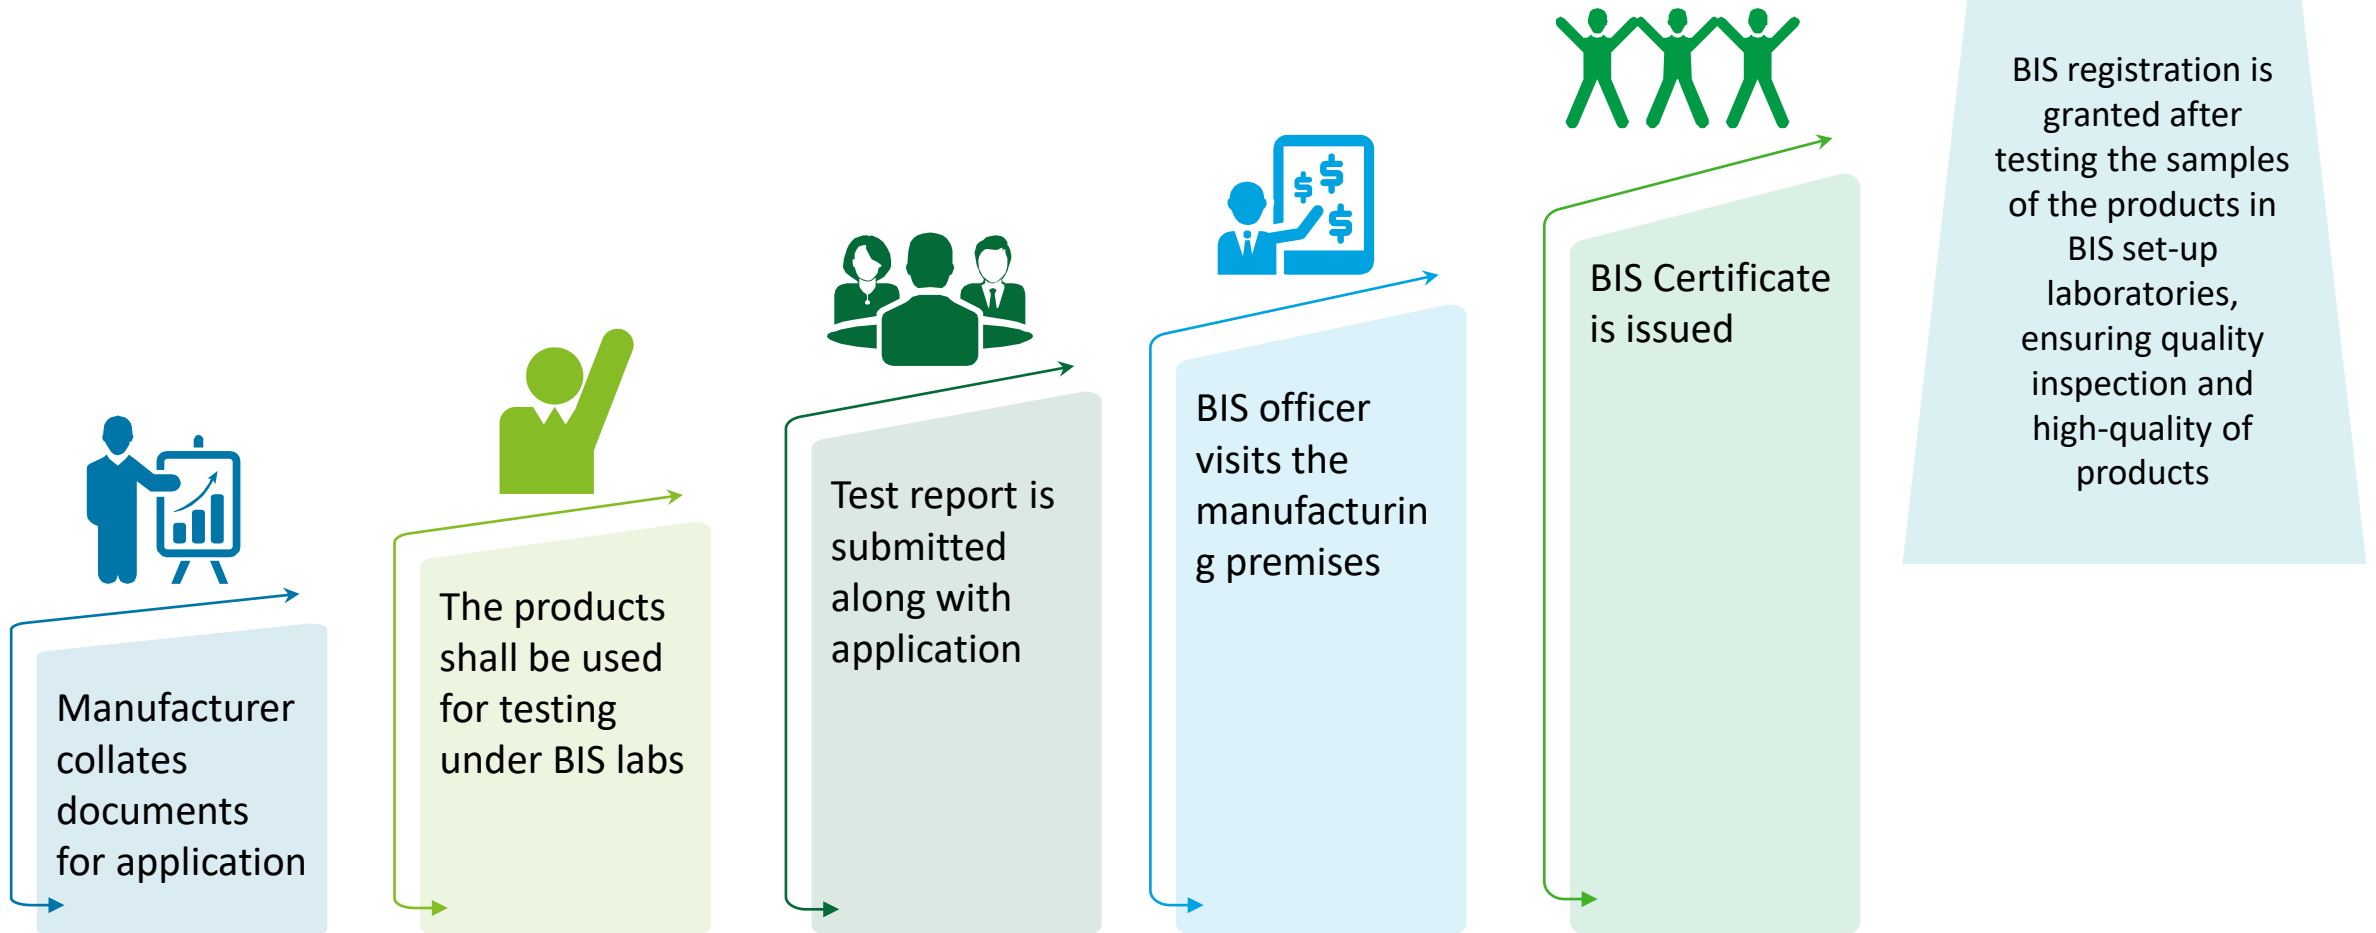 Manufacturer
collates
documents
for application
The products
shall be used
for testing
under BIS labs
Test report is
submitted
along with
application
BIS officer
visits the
manufacturin
g premises
BIS Certificate
is issued
BIS registration is
granted after
testing the samples
of the products in
BIS set-up
laboratories,
ensuring quality
inspection and
high-quality of
products